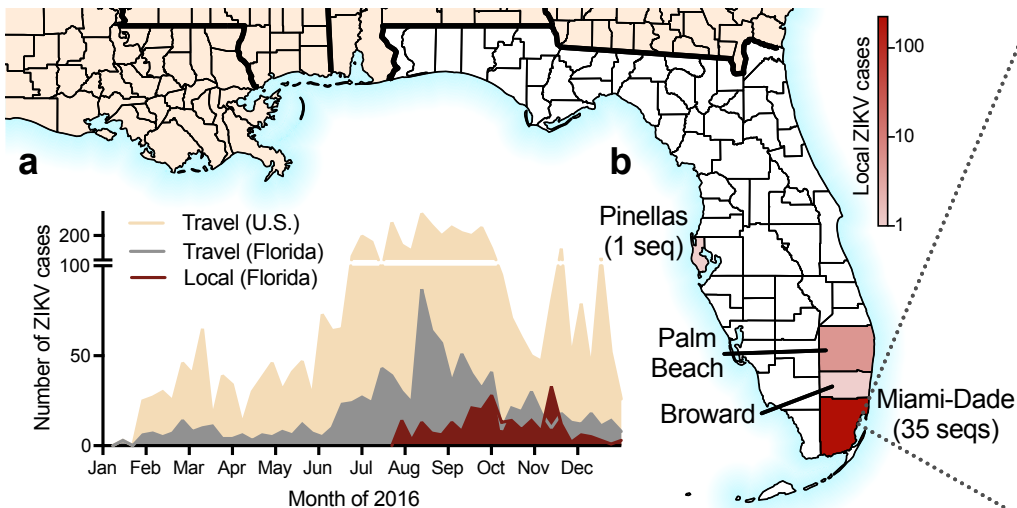 a
Number of ZIKV cases
200
100
50
0
Travel (U.S.)
Travel (Florida)
Local (Florida)
Jan Feb Mar Apr May Jun Jul Aug Sep Oct Nov Dec
Month of 2016
b
Local ZIKV cases
100
10
1
Pinellas
(1 seq)
Palm
Beach
Broward
Miami-Dade
(35 seqs)